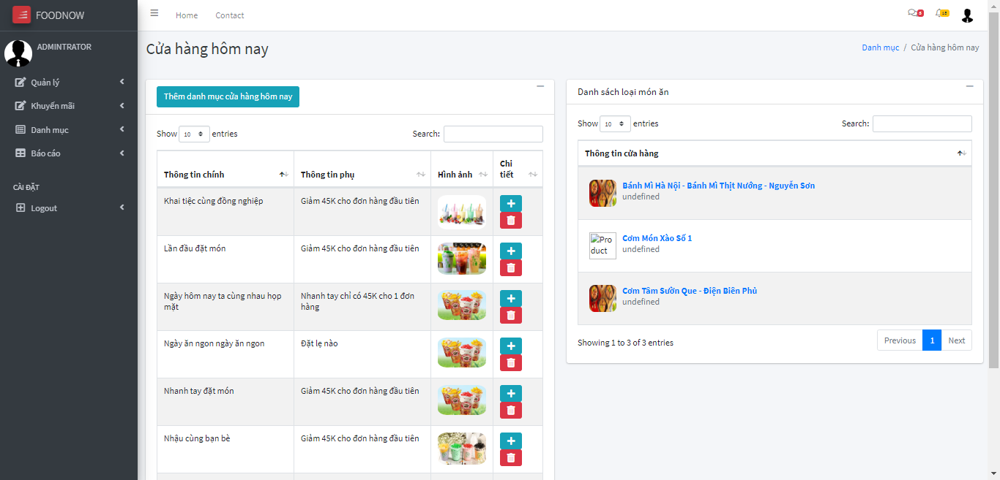 FOODNOW
Home
Contact
5
15
ADMINTRATOR
Quản lý
Khuyến mãi
Danh mục
Báo cáo
CÀI ĐẶT
Logout
Cửa hàng hôm nay
Danh mục / Cửa hàng hôm nay
Thêm danh mục cửa hàng hôm nay
Show 10 entries
Search:
Thông tin chính
Thông tin phụ
Hình ảnh
Chi
tiết
Khai tiệc cùng đồng nghiệp
Giảm 45K cho đơn hàng đầu tiên
Lần đầu đặt món
Giảm 45K cho đơn hàng đầu tiên
Ngày hôm nay ta cùng nhau họp
mặt
Nhanh tay chỉ có 45K cho 1 đơn
hàng
Ngày ăn ngon ngày ăn ngon
Đặt lẹ nào
Nhanh tay đặt món
Giảm 45K cho đơn hàng đầu tiên
Nhậu cùng bạn bè
Giảm 45K cho đơn hàng đầu tiên
Danh sách loại món ăn
Show 10 entries
Search:
Thông tin cửa hàng
Bánh Mì Hà Nội - Bánh Mì Thịt Nướng - Nguyễn Sơn
undefined
Pro
duct
Cơm Món Xào Số 1
undefined
Cơm Tấm Sườn Que - Điện Biên Phủ
undefined
Showing 1 to 3 of 3 entries
Previous
1
Next